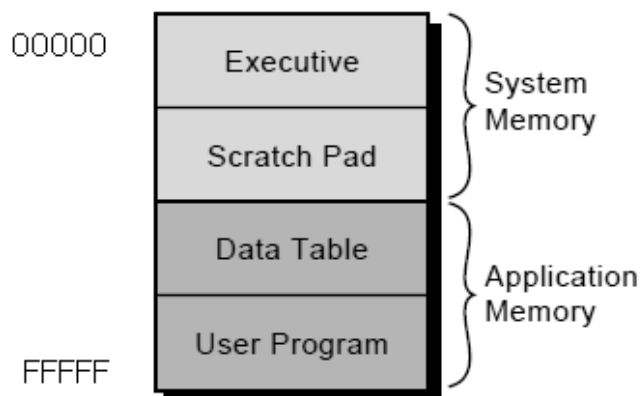 00000
Executive
Scratch Pad
System
Memory
Data Table
User Program
Application
Memory
FFFFF